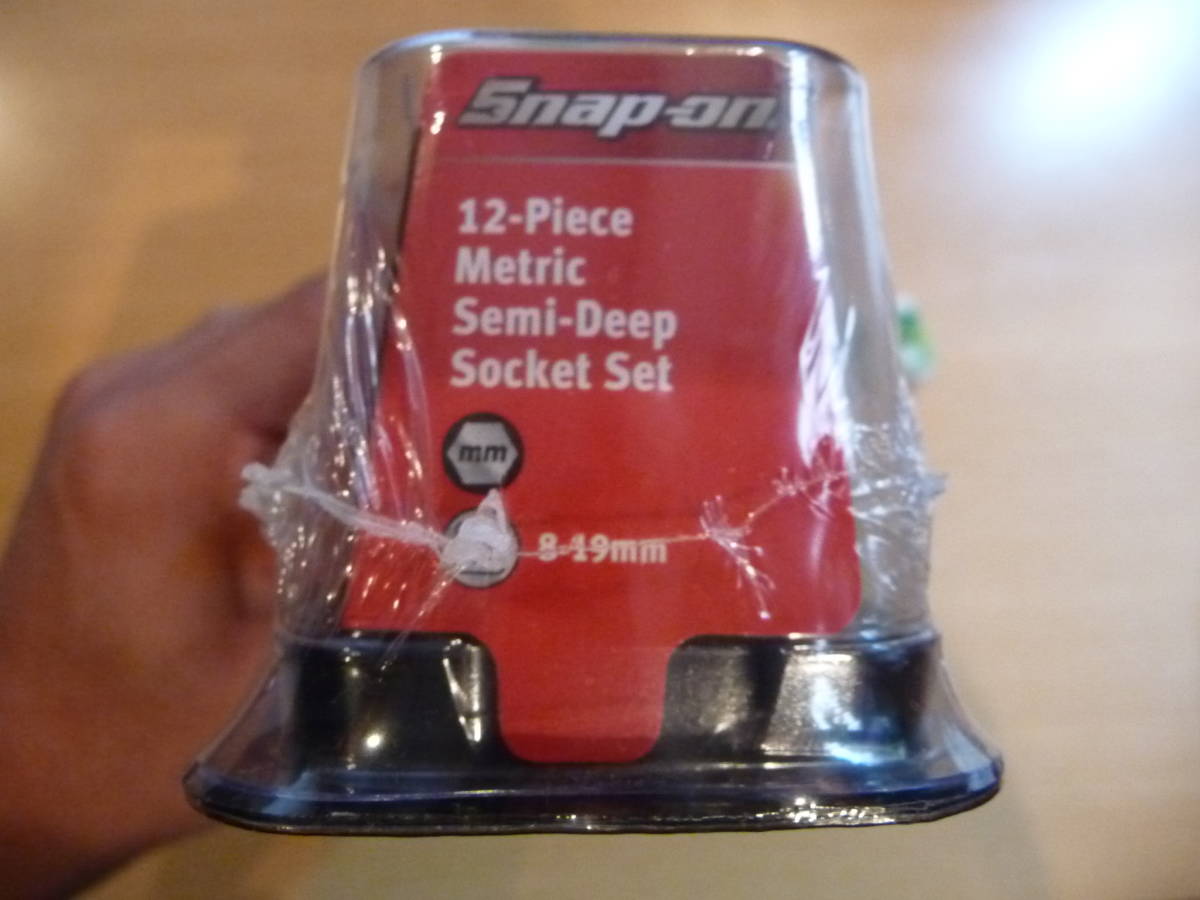 Snap-on
12-Piece
Metric
Semi-Deep
Socket Set
mm
8-19mm